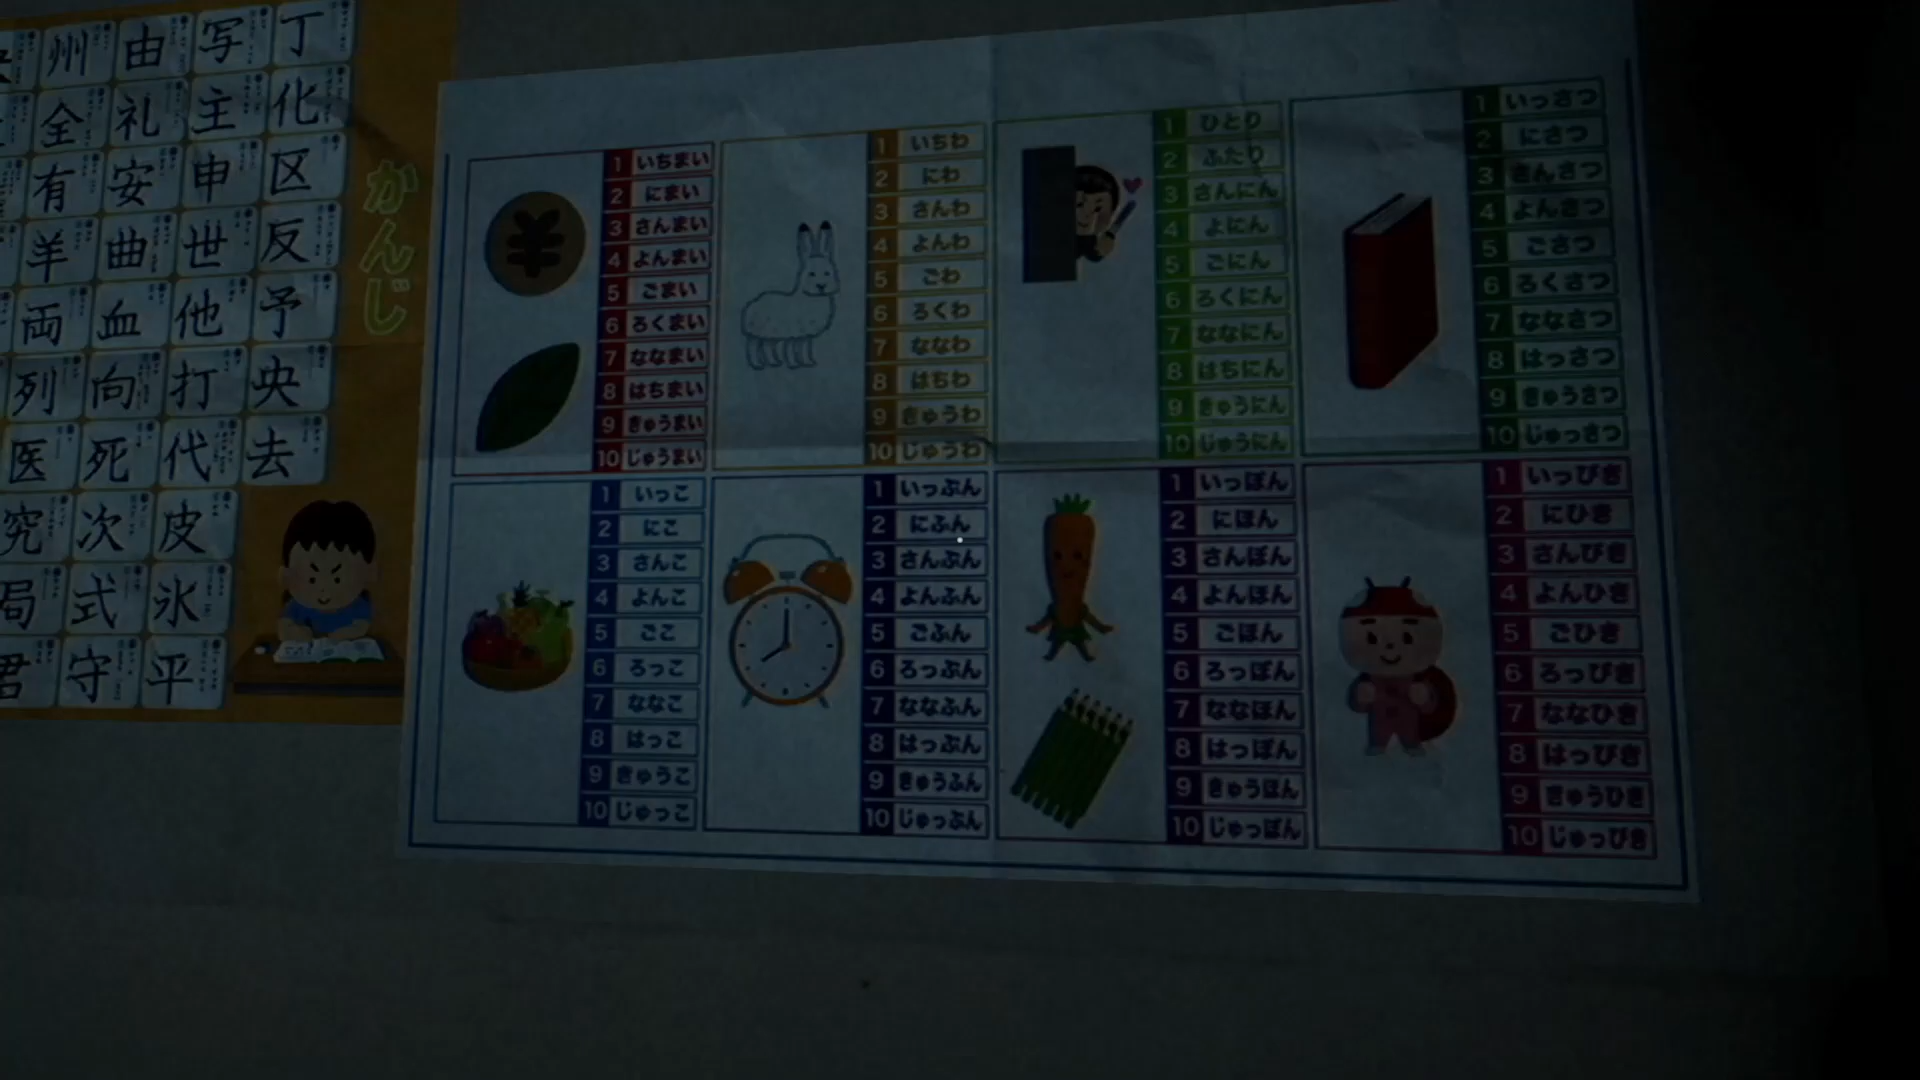 州 由 写 丁
全 礼 主 化
有 安 申 区
羊 曲 世 反
両 血 他 予
列 向 打 央
医 死 代 去
究 次 皮
局 式 氷
君 守 平
かんじ
¥
1 いちまい
2 にまい
3 さんまい
4 よんまい
5 ごまい
6 ろくまい
7 ななまい
8 はちまい
9 きゅうまい
10 じゅうまい
1 いちわ
2 にわ
3 さんわ
4 よんわ
5 ごわ
6 ろくわ
7 ななわ
8 はちわ
9 きゅうわ
10 じゅうわ
1 ひとり
2 ふたり
3 さんにん
4 よにん
5 ごにん
6 ろくにん
7 ななにん
8 はちにん
9 きゅうにん
10 じゅうにん
1 いっさつ
2 にさつ
3 さんさつ
4 よんさつ
5 ごさつ
6 ろくさつ
7 ななさつ
8 はっさつ
9 きゅうさつ
10 じゅっさつ
1 いっこ
2 にこ
3 さんこ
4 よんこ
5 ごこ
6 ろっこ
7 ななこ
8 はっこ
9 きゅうこ
10 じゅっこ
1 いっぷん
2 にふん
3 さんぷん
4 よんふん
5 ごふん
6 ろっぷん
7 ななふん
8 はっぷん
9 きゅうふん
10 じゅっぷん
1 いっぽん
2 にほん
3 さんぼん
4 よんほん
5 ごほん
6 ろっぽん
7 ななほん
8 はっぽん
9 きゅうほん
10 じゅっぽん
1 いっぴき
2 にひき
3 さんびき
4 よんひき
5 ごひき
6 ろっぴき
7 ななひき
8 はっぴき
9 きゅうひき
10 じゅっぴき